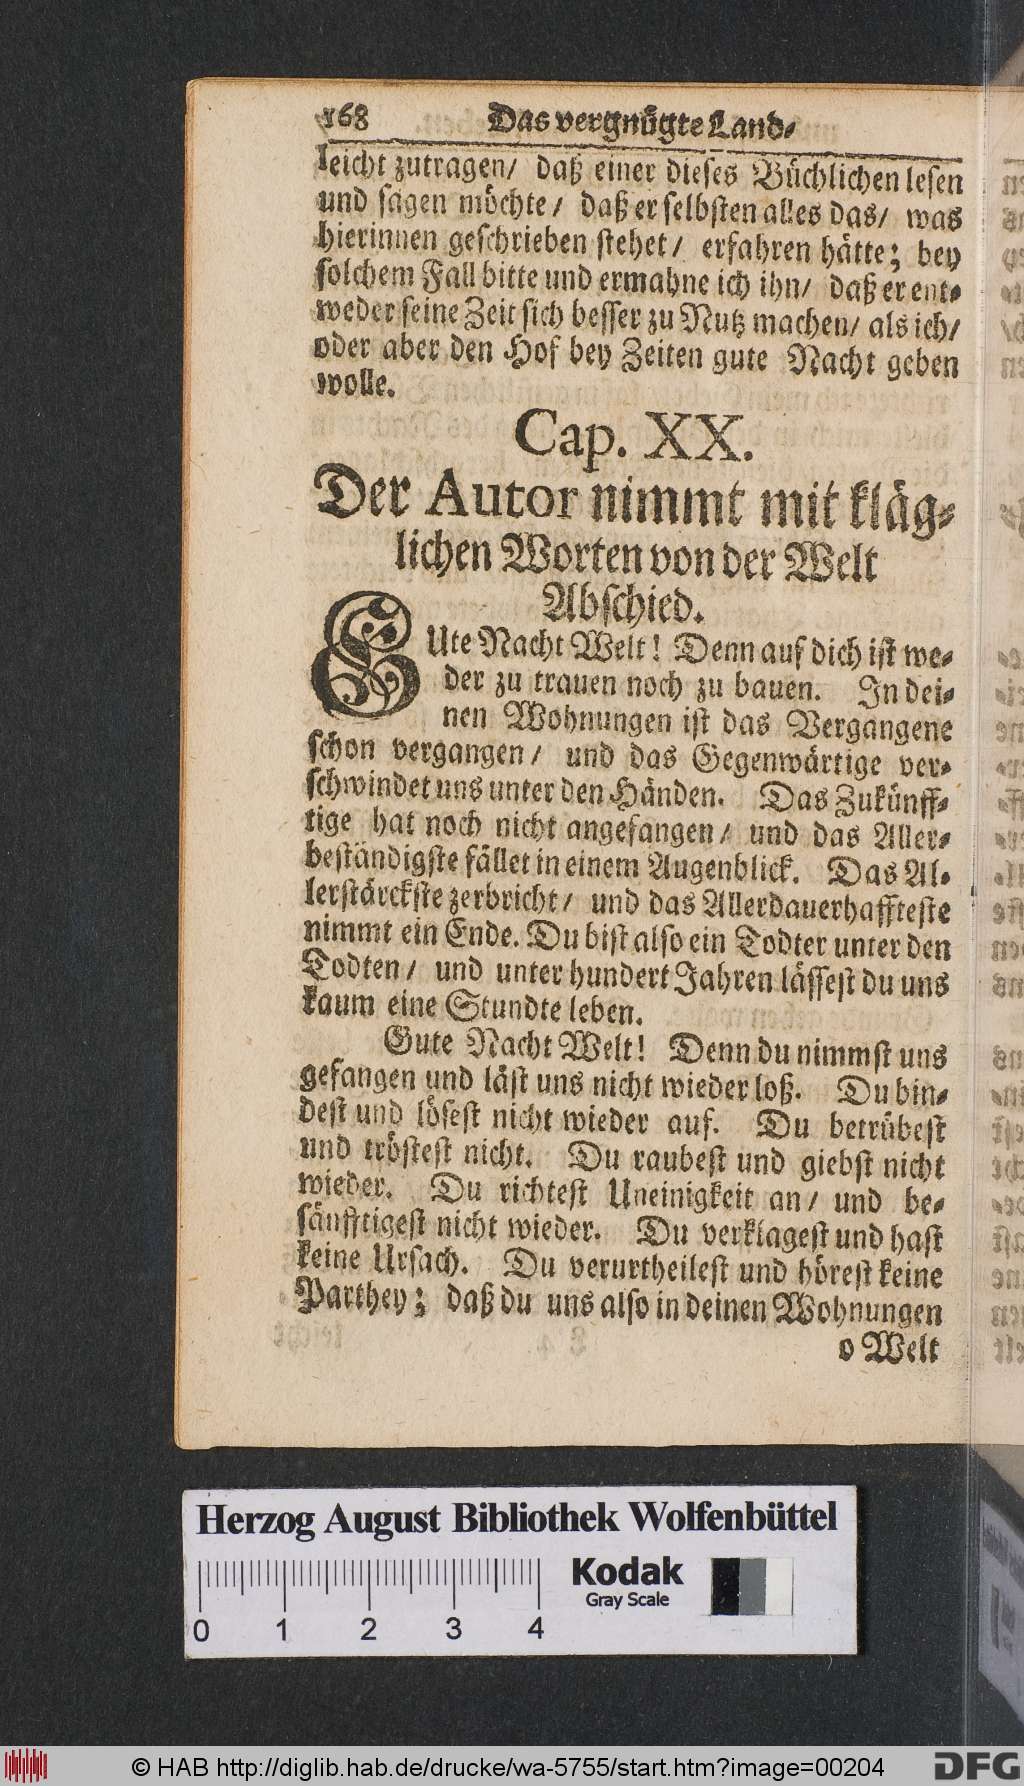 168 Das vergnügte Land-
leicht zutragen/ daß einer dieses Büchlichen lesen
und sagen möchte/ daß er selbsten alles das/ was
hierinnen geschrieben stehet/ erfahren hätte; bey
solchem Fall bitte und ermahne ich ihn/ daß er ent-
weder seine Zeit sich besser zu Nutz machen/ als ich/
oder aber den Hof bey Zeiten gute Nacht geben
wolle.
Cap. XX.
Der Autor nimmt mit kläg-
lichen Worten von der Welt
Abschied.
GUte Nacht Welt! Denn auf dich ist we-
der zu trauen noch zu bauen. In dei-
nen Wohnungen ist das Vergangene
schon vergangen/ und das Gegenwärtige ver-
schwindet uns unter den Händen. Das Zukünff-
tige hat noch nicht angefangen/ und das Aller-
beständigste fället in einem Augenblick. Das Al-
lerstärckste zerbricht/ und das Allerdauerhaffteste
nimmt ein Ende. Du bist also ein Todter unter den
Todten/ und unter hundert Jahren lässest du uns
kaum eine Stundte leben.
Gute Nacht Welt! Denn du nimmst uns
gefangen und läst uns nicht wieder loß. Du bin-
dest und lösest nicht wieder auf. Du betrübest
und tröstest nicht. Du raubest und giebst nicht
wieder. Du richtest Uneinigkeit an/ und be-
sänfftigest nicht wieder. Du verklagest und hast
keine Ursach. Du verurtheilest und hörest keine
Parthey; daß du uns also in deinen Wohnungen
o Welt
Herzog August Bibliothek Wolfenbüttel
Kodak
Gray Scale
0 1 2 3 4
© HAB http://diglib.hab.de/drucke/wa-5755/start.htm?image=00204
DFG